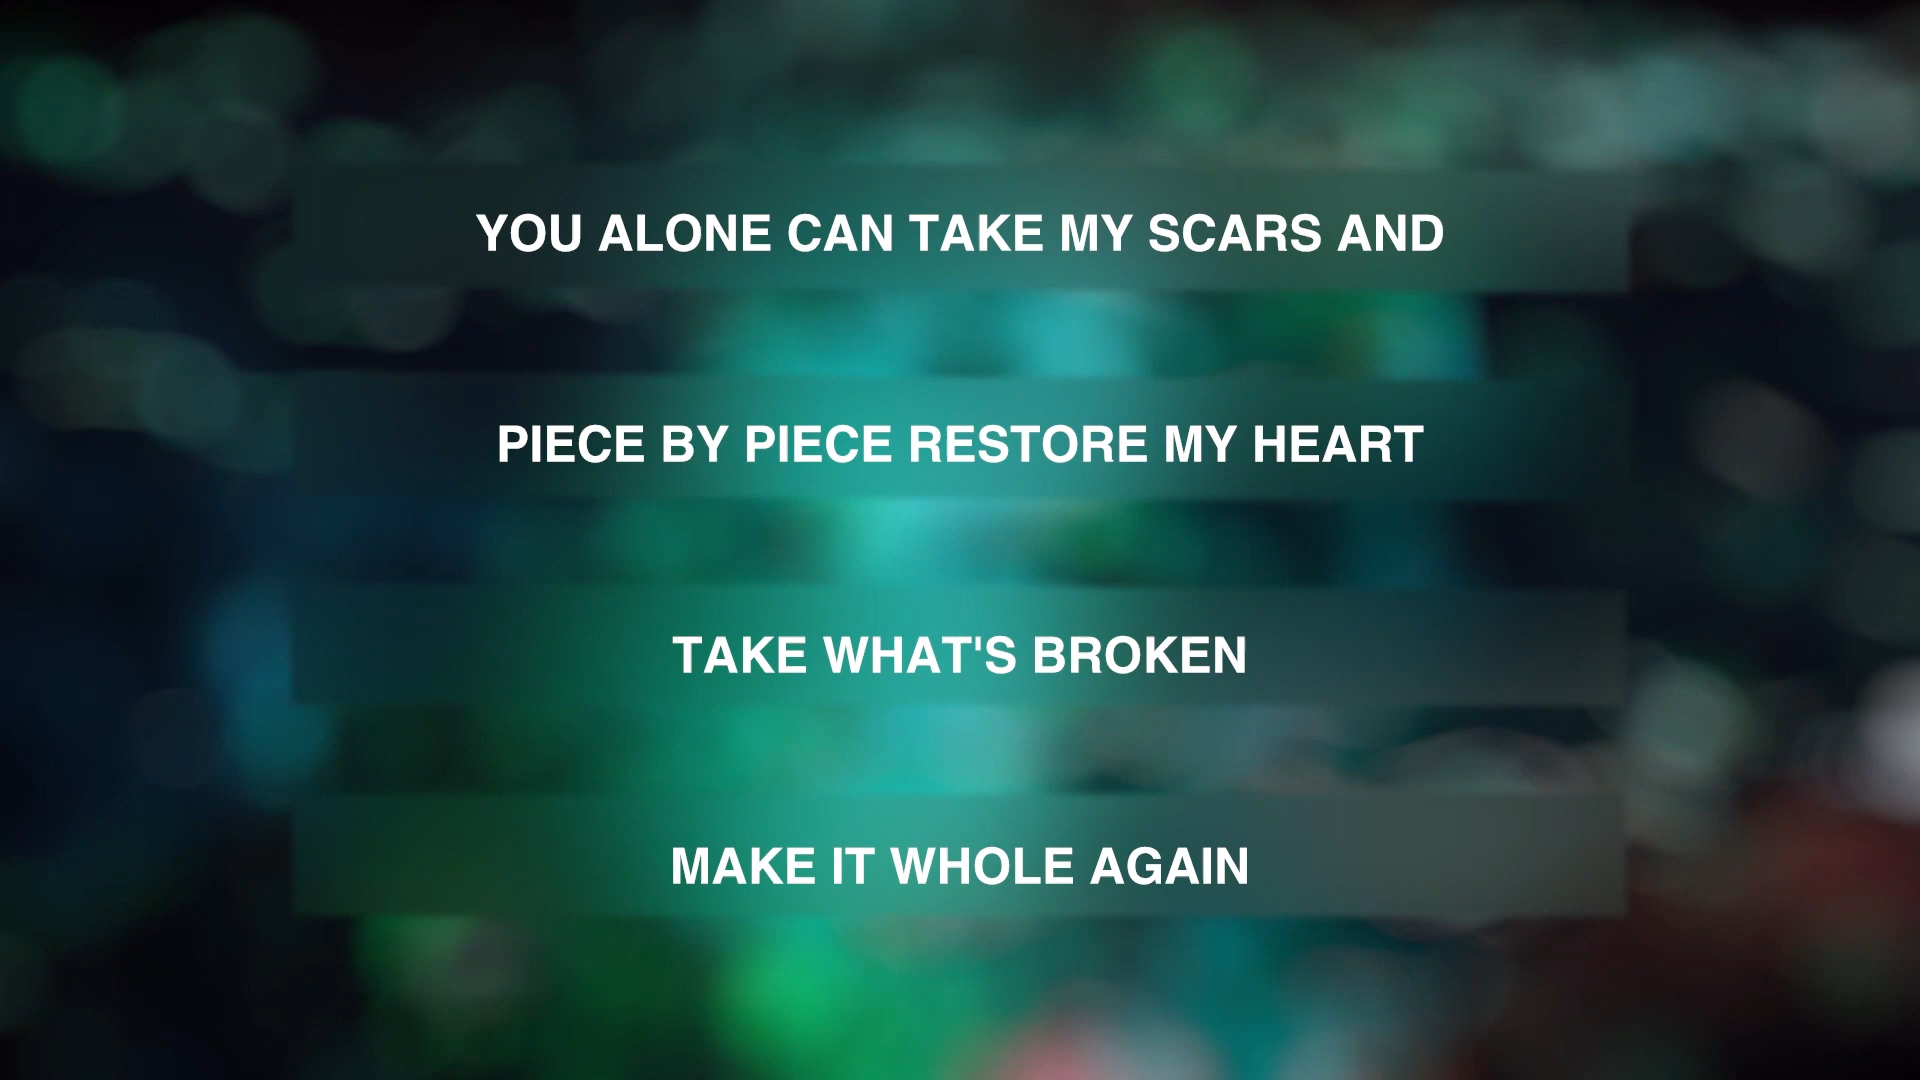 YOU ALONE CAN TAKE MY SCARS AND
PIECE BY PIECE RESTORE MY HEART
TAKE WHAT'S BROKEN
MAKE IT WHOLE AGAIN